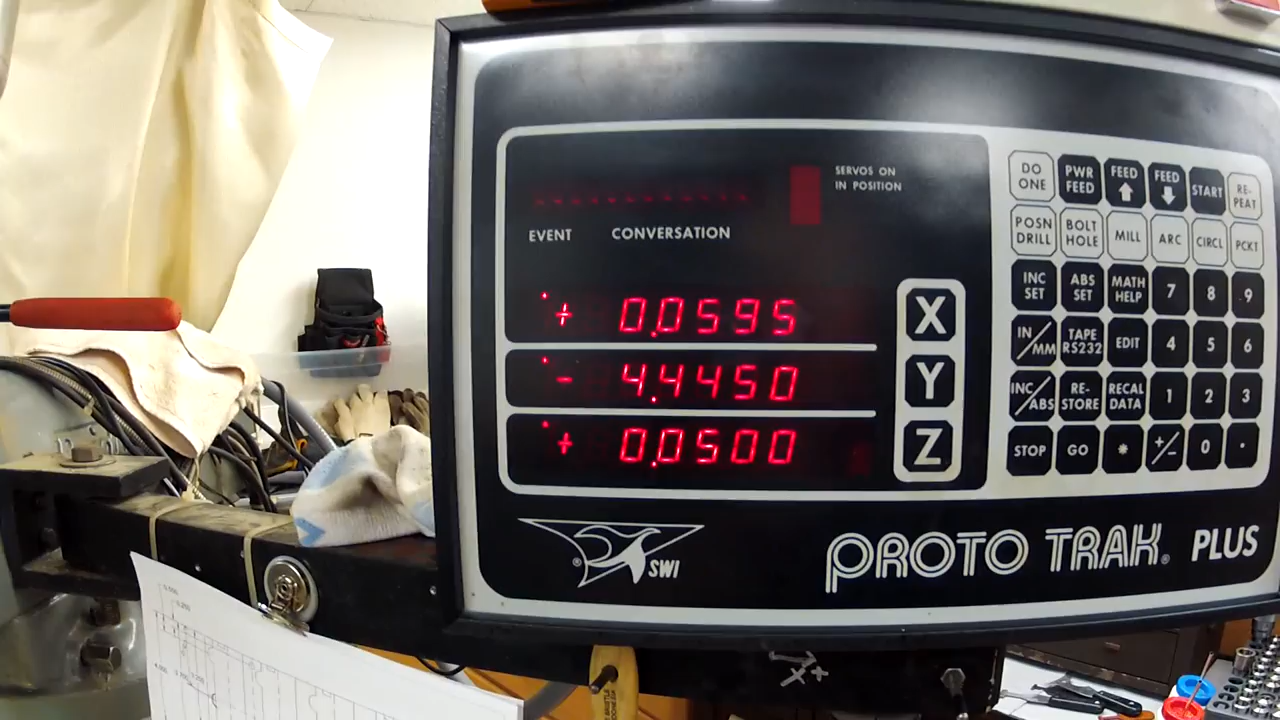 SERVOS ON
IN POSITION
EVENT CONVERSATION
+ 0.0595
- 4.4450
+ 0.0500
X
Y
Z
DO ONE PWR FEED FEED ⬆ FEED ⬇ START RE-PEAT
POSN DRILL BOLT HOLE MILL ARC CIRCL PCKT
INC SET ABS SET MATH HELP 7 8 9
IN/MM TAPE RS232 EDIT 4 5 6
INC/ABS RE-STORE RECAL DATA 1 2 3
STOP GO * +/- 0 .
® SWI
PROTO TRAK® PLUS